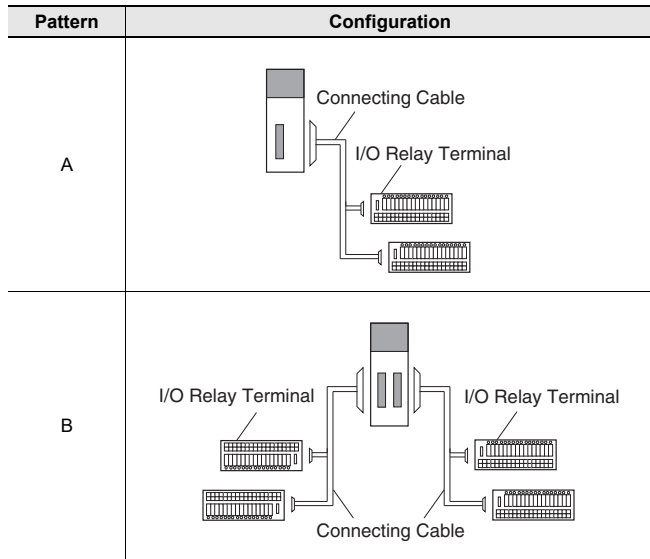 Pattern Configuration
A
Connecting Cable
I/O Relay Terminal
B
I/O Relay Terminal I/O Relay Terminal
Connecting Cable